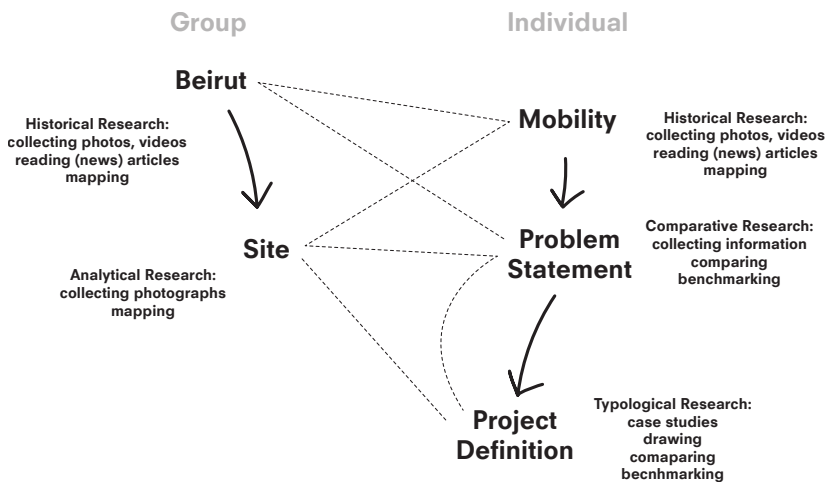 Group
Individual
Beirut
Historical Research:
collecting photos, videos
reading (news) articles
mapping
Mobility
Historical Research:
collecting photos, videos
reading (news) articles
mapping
Site
Analytical Research:
collecting photographs
mapping
Problem
Statement
Comparative Research:
collecting information
comparing
benchmarking
Project
Definition
Typological Research:
case studies
drawing
comaparing
becnhmarking